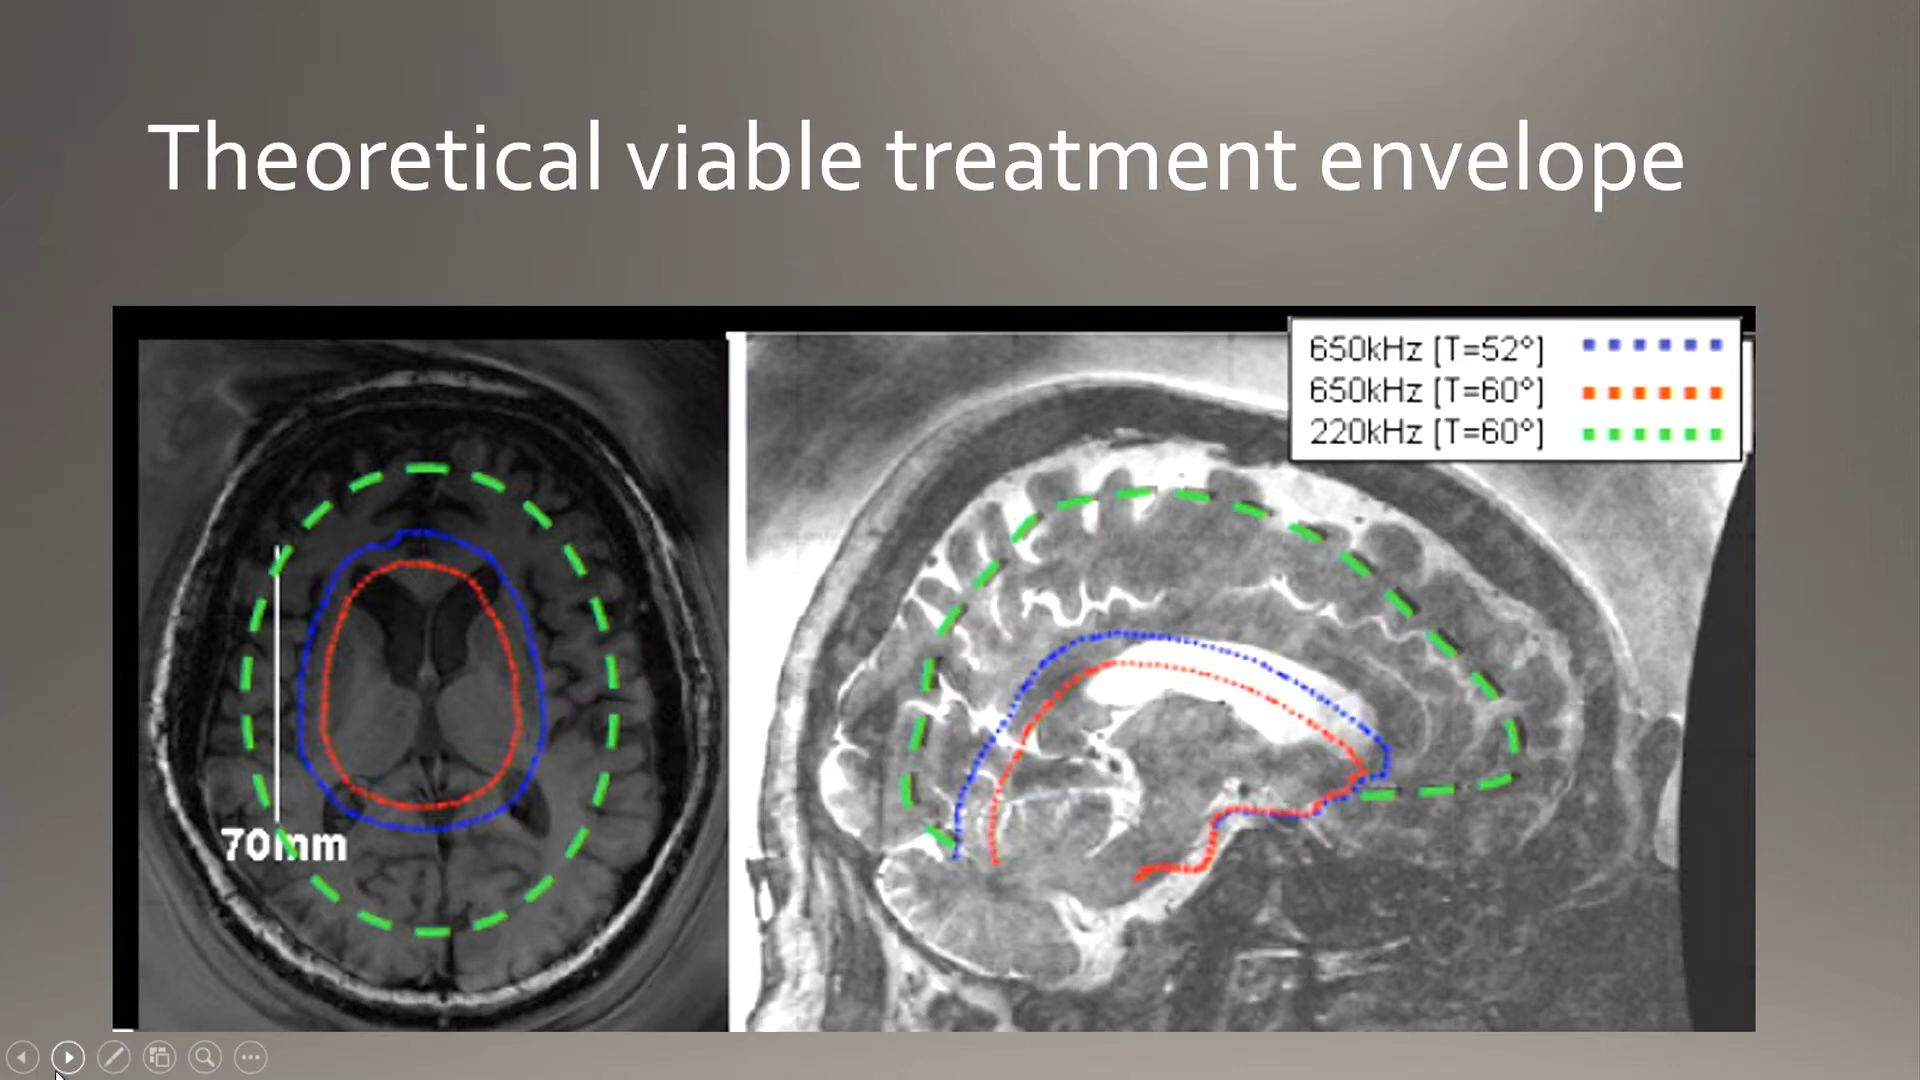 Theoretical viable treatment envelope
650kHz [T=52°]
650kHz [T=60°]
220kHz [T=60°]
70mm